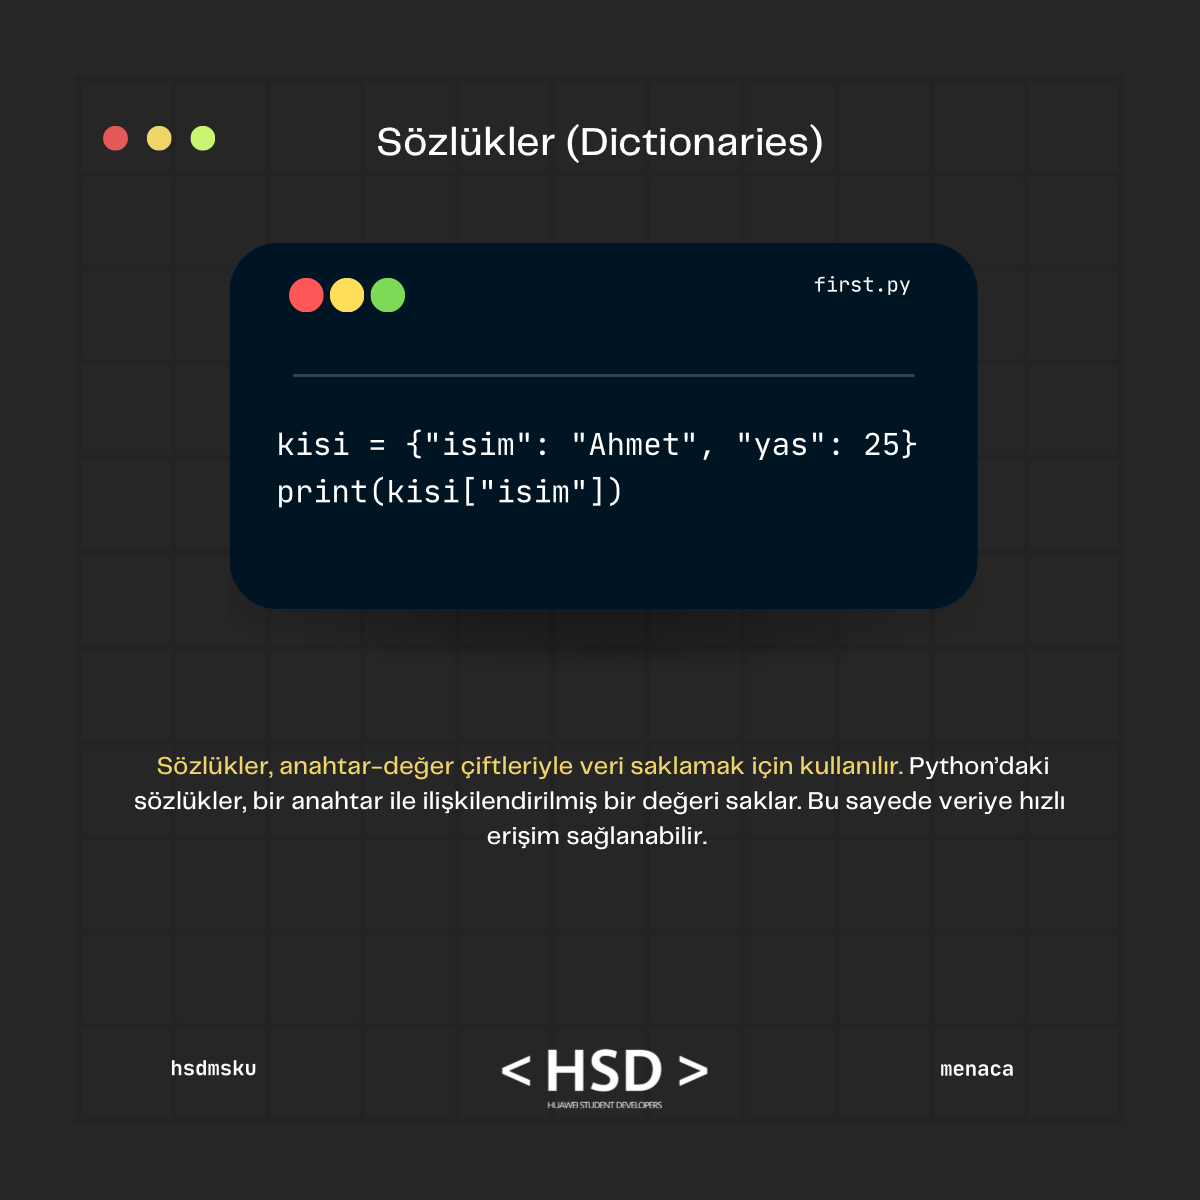 Sözlükler (Dictionaries)
first.py
kisi = {"isim": "Ahmet", "yas": 25}
print(kisi["isim"])
Sözlükler, anahtar-değer çiftleriyle veri saklamak için kullanılır. Python'daki
sözlükler, bir anahtar ile ilişkilendirilmiş bir değeri saklar. Bu sayede veriye hızlı
erişim sağlanabilir.
hsdmsku
< HSD >
HUAWEI STUDENT DEVELOPERS
menaca